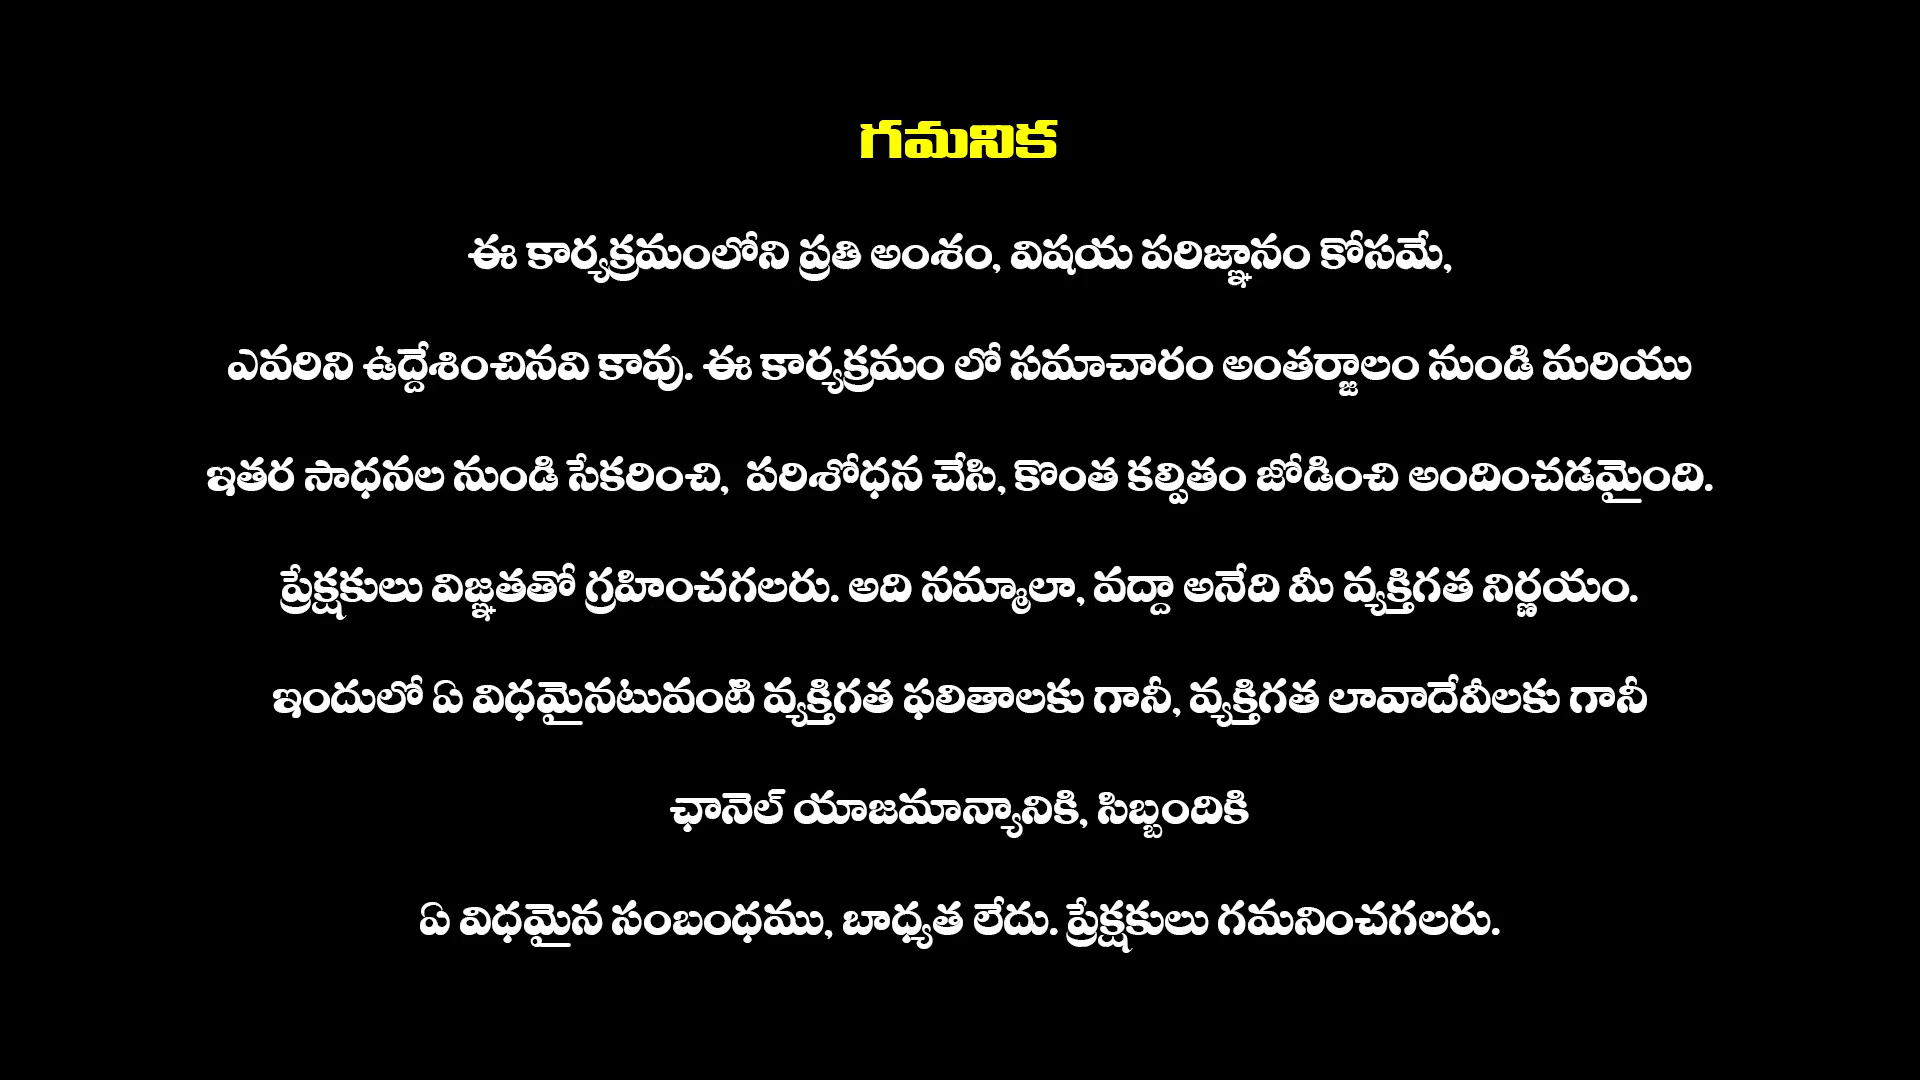 గమనిక
ఈ కార్యక్రమంలోని ప్రతి అంశం, విషయ పరిజ్ఞానం కోసమే,
ఎవరిని ఉద్దేశించినవి కావు. ఈ కార్యక్రమం లో సమాచారం అంతర్జాలం నుండి మరియు
ఇతర సాధనల నుండి సేకరించి, పరిశోధన చేసి, కొంత కల్పితం జోడించి అందించడమైంది.
ప్రేక్షకులు విజ్ఞతతో గ్రహించగలరు. అది నమ్మాలా, వద్దా అనేది మీ వ్యక్తిగత నిర్ణయం.
ఇందులో ఏ విధమైనటువంటి వ్యక్తిగత ఫలితాలకు గానీ, వ్యక్తిగత లావాదేవీలకు గానీ
ఛానెల్ యాజమాన్యానికి, సిబ్బందికి
ఏ విధమైన సంబంధము, బాధ్యత లేదు. ప్రేక్షకులు గమనించగలరు.